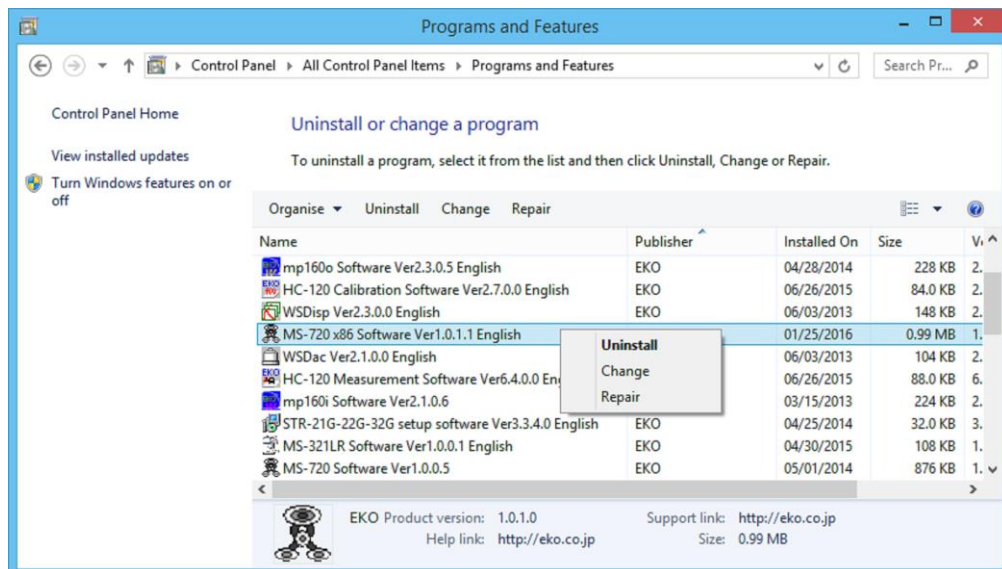 Programs and Features
Control Panel All Control Panel Items Programs and Features Search Pr...
Control Panel Home
View installed updates
Turn Windows features on or
off
Uninstall or change a program
To uninstall a program, select it from the list and then click Uninstall, Change or Repair.
Organise Uninstall Change Repair
Name Publisher Installed On Size
mp160o Software Ver2.3.0.5 English EKO 04/28/2014 228 KB 2.
HC-120 Calibration Software Ver2.7.0.0 English EKO 06/26/2015 84.0 KB 2.
WSDisp Ver2.3.0.0 English EKO 06/03/2013 148 KB 2.
MS-720 x86 Software Ver1.0.1.1 English 01/25/2016 0.99 MB 1.
WSDac Ver2.1.0.0 English 06/03/2013 104 KB 2.
HC-120 Measurement Software Ver6.4.0.0 En 06/26/2015 88.0 KB 6.
mp160i Software Ver2.1.0.6 03/15/2013 224 KB 2.
STR-21G-22G-32G setup software Ver3.3.4.0 English EKO 04/25/2014 32.0 KB 3.
MS-321LR Software Ver1.0.0.1 English EKO 04/30/2015 108 KB 1.
MS-720 Software Ver1.0.0.5 EKO 05/01/2014 876 KB 1.
Uninstall
Change
Repair
EKO Product version: 1.0.1.0 Support link: http://eko.co.jp
Help link: http://eko.co.jp Size: 0.99 MB